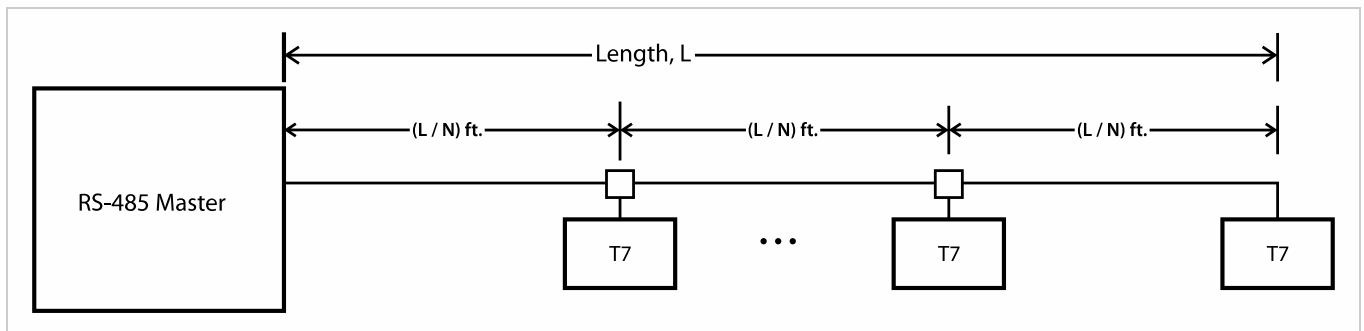 Length, L
(L / N) ft.
(L / N) ft.
(L / N) ft.
RS-485 Master
T7
...
T7
T7